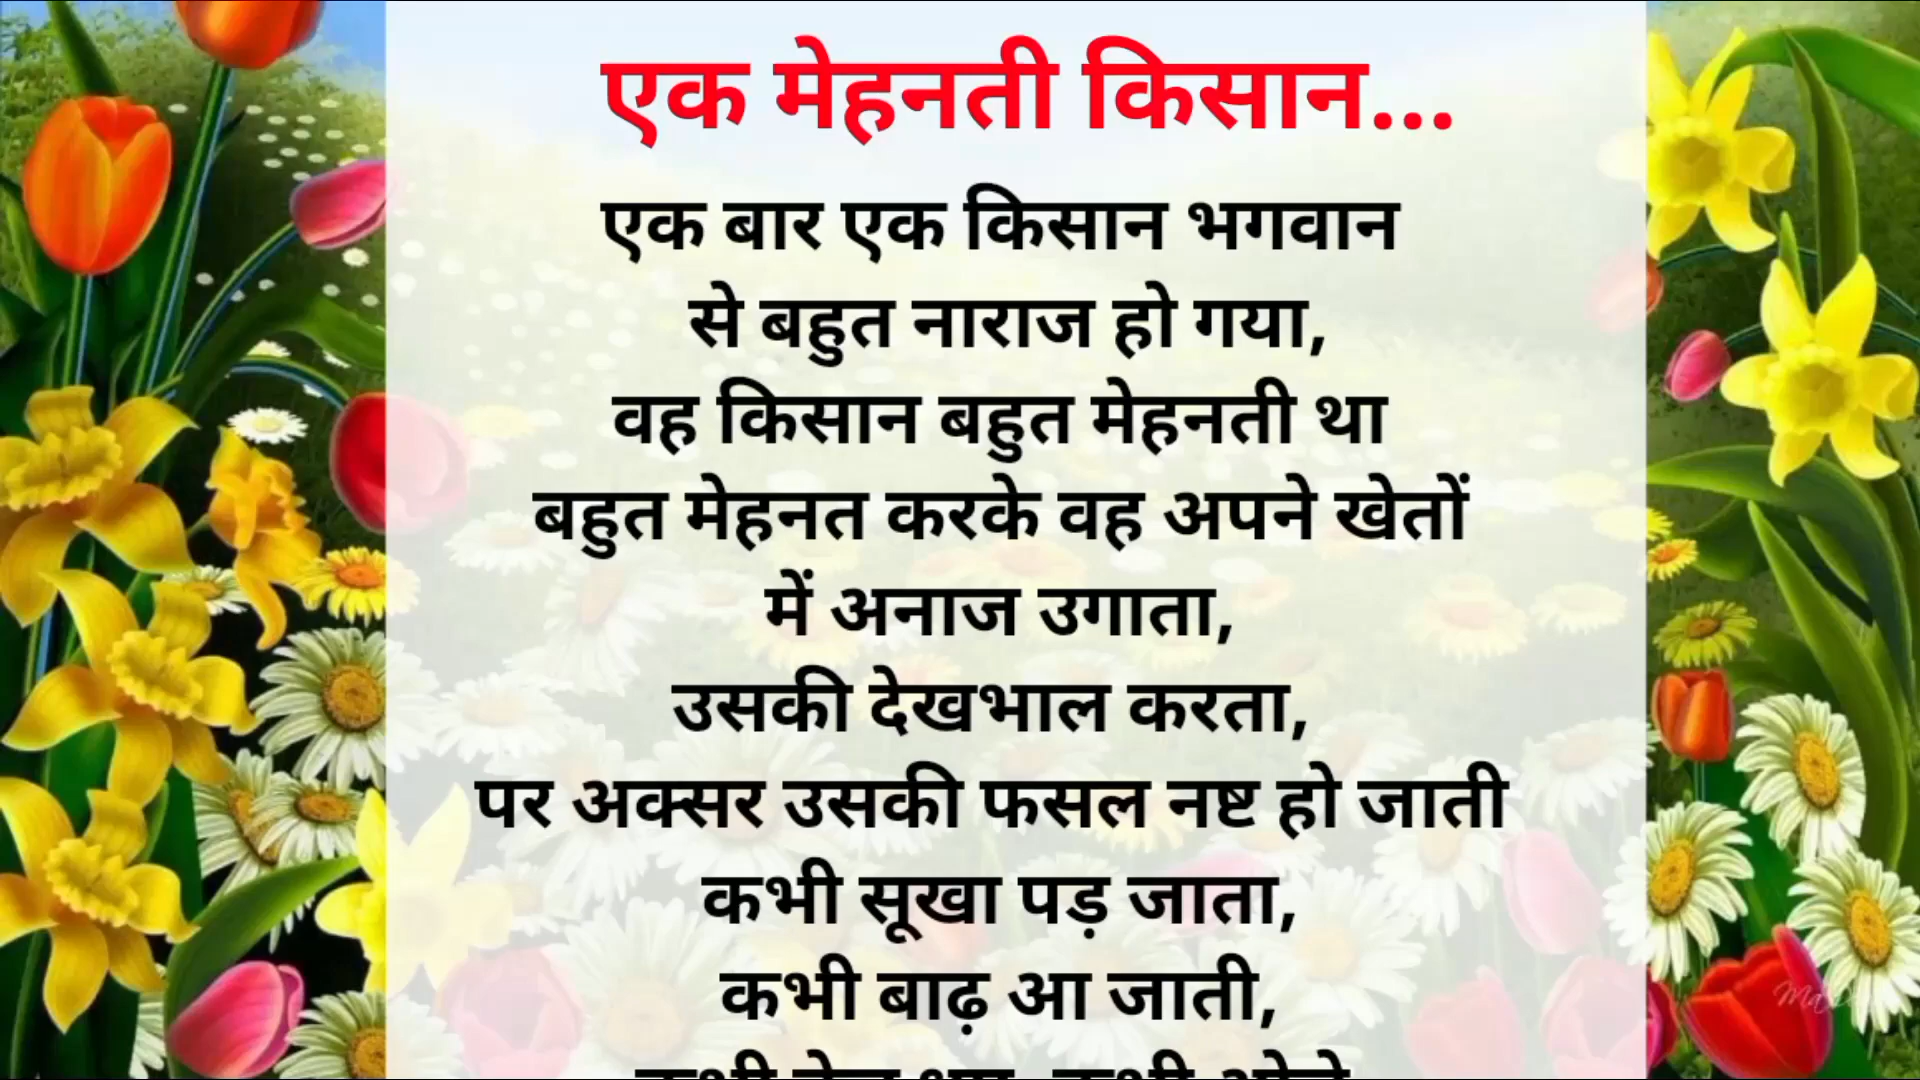 एक मेहनती किसान...
एक बार एक किसान भगवान
से बहुत नाराज हो गया,
वह किसान बहुत मेहनती था
बहुत मेहनत करके वह अपने खेतों
में अनाज उगाता,
उसकी देखभाल करता,
पर अक्सर उसकी फसल नष्ट हो जाती
कभी सूखा पड़ जाता,
कभी बाढ़ आ जाती,